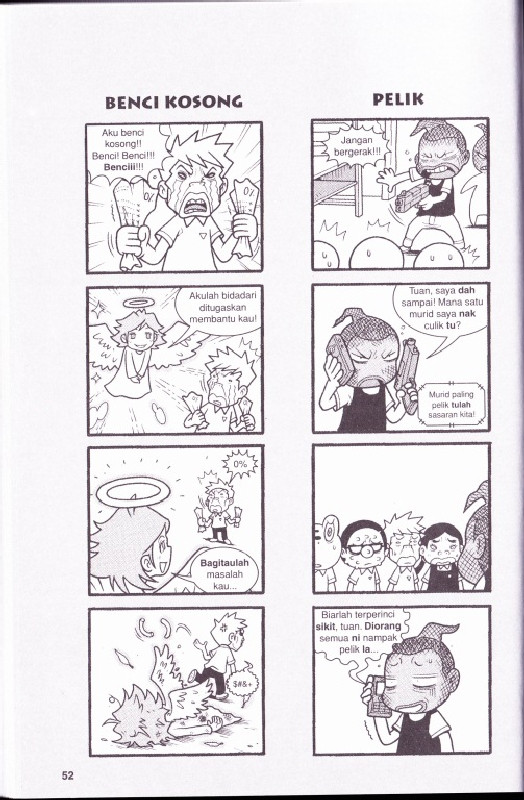 BENCI KOSONG
Aku benci
kosong!!
Benci! Benci!!!
Benciii!!!
0%
0%
Akulah bidadari
ditugaskan
membantu kau!
0%
Bagitaulah
masalah
kau...
$#&+
PELIK
Jangan
bergerak!!!
Tuan, saya dah
sampai! Mana satu
murid saya nak
culik tu?
Murid paling
pelik tulah
sasaran kita!
Biarlah terperinci
sikit, tuan. Diorang
semua ni nampak
pelik la....
52